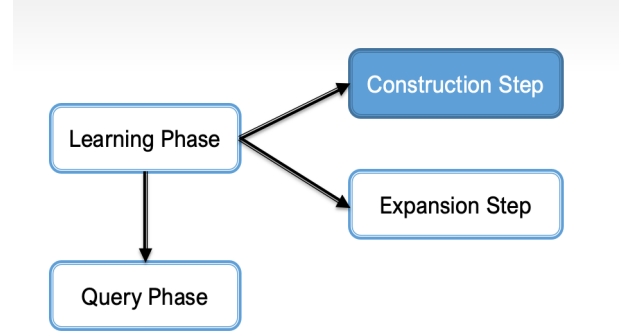 Construction Step
Learning Phase
Expansion Step
Query Phase